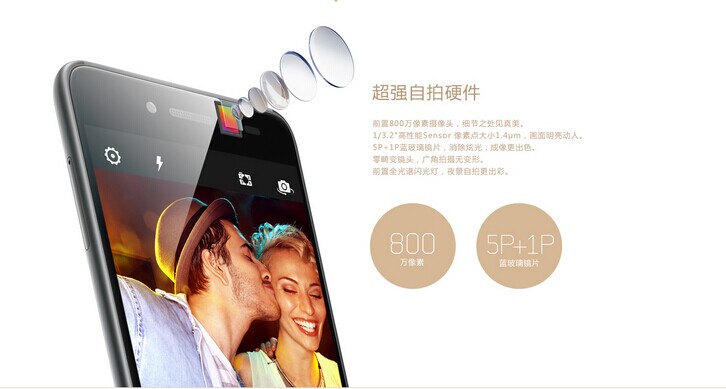 超强自拍硬件
前置800万像素摄像头，细节之处见真美。
1/3.2"高性能Sensor 像素点大小1.4μm，画面明亮动人。
5P+1P蓝玻璃镜片，消除炫光，成像更出色。
零畸变镜头，广角拍摄无变形。
前置全光谱闪光灯，夜景自拍更出彩。
800
万像素
5P+1P
蓝玻璃镜片